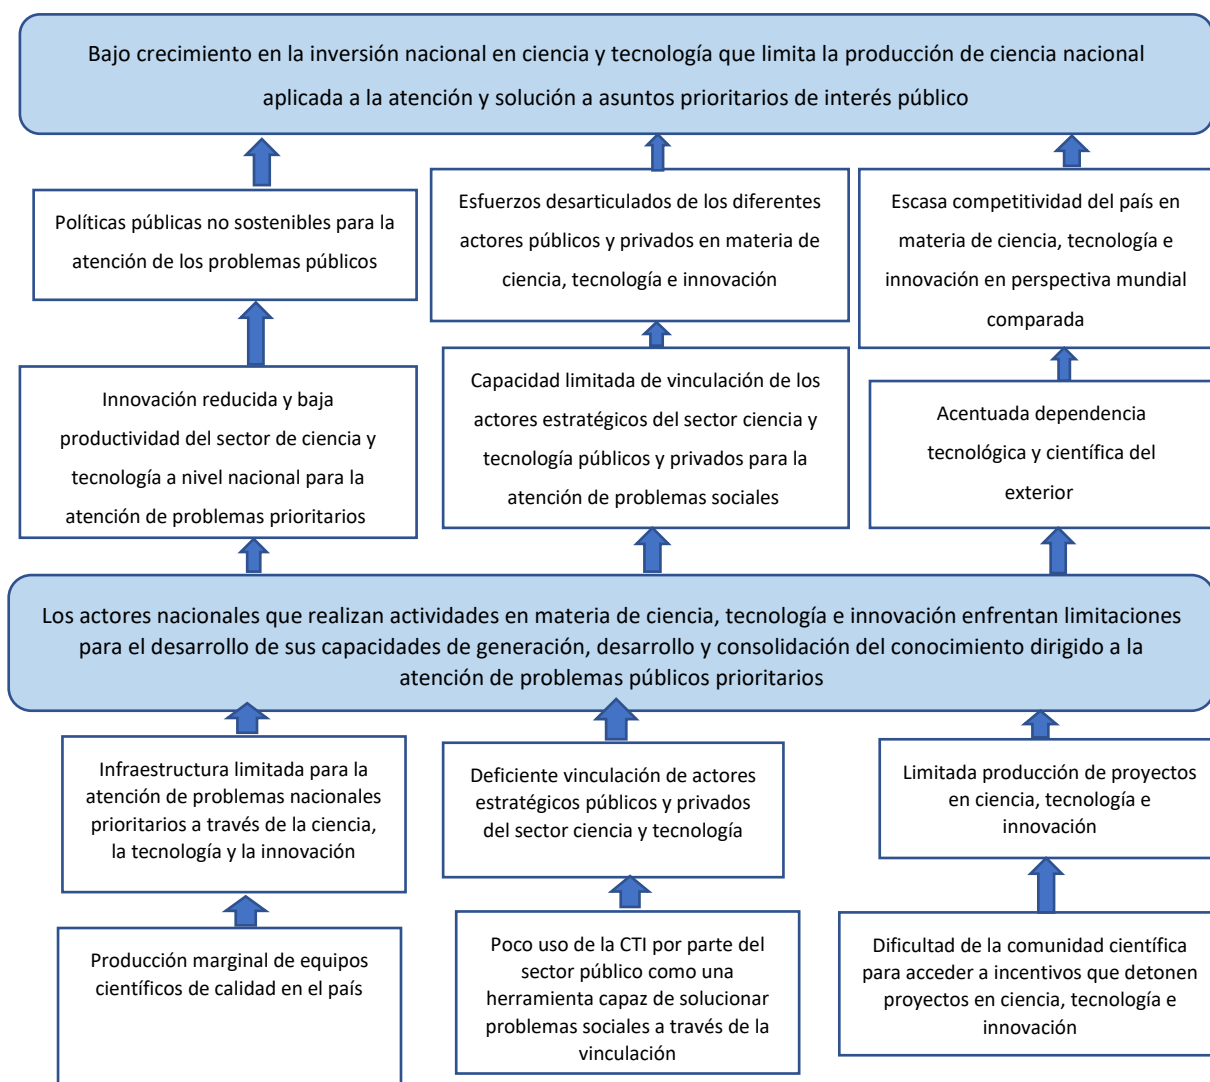 Bajo crecimiento en la inversión nacional en ciencia y tecnología que limita la producción de ciencia nacional
aplicada a la atención y solución a asuntos prioritarios de interés público
Políticas públicas no sostenibles para la
atención de los problemas públicos
Esfuerzos desarticulados de los diferentes
actores públicos y privados en materia de
ciencia, tecnología e innovación
Escasa competitividad del país en
materia de ciencia, tecnología e
innovación en perspectiva mundial
comparada
Innovación reducida y baja
productividad del sector de ciencia y
tecnología a nivel nacional para la
atención de problemas prioritarios
Capacidad limitada de vinculación de los
actores estratégicos del sector ciencia y
tecnología públicos y privados para la
atención de problemas sociales
Acentuada dependencia
tecnológica y científica del
exterior
Los actores nacionales que realizan actividades en materia de ciencia, tecnología e innovación enfrentan limitaciones
para el desarrollo de sus capacidades de generación, desarrollo y consolidación del conocimiento dirigido a la
atención de problemas públicos prioritarios
Infraestructura limitada para la
atención de problemas nacionales
prioritarios a través de la ciencia,
la tecnología y la innovación
Deficiente vinculación de actores
estratégicos públicos y privados
del sector ciencia y tecnología
Limitada producción de proyectos
en ciencia, tecnología e
innovación
Producción marginal de equipos
científicos de calidad en el país
Poco uso de la CTI por parte del
sector público como una
herramienta capaz de solucionar
problemas sociales a través de la
vinculación
Dificultad de la comunidad científica
para acceder a incentivos que detonen
proyectos en ciencia, tecnología e
innovación